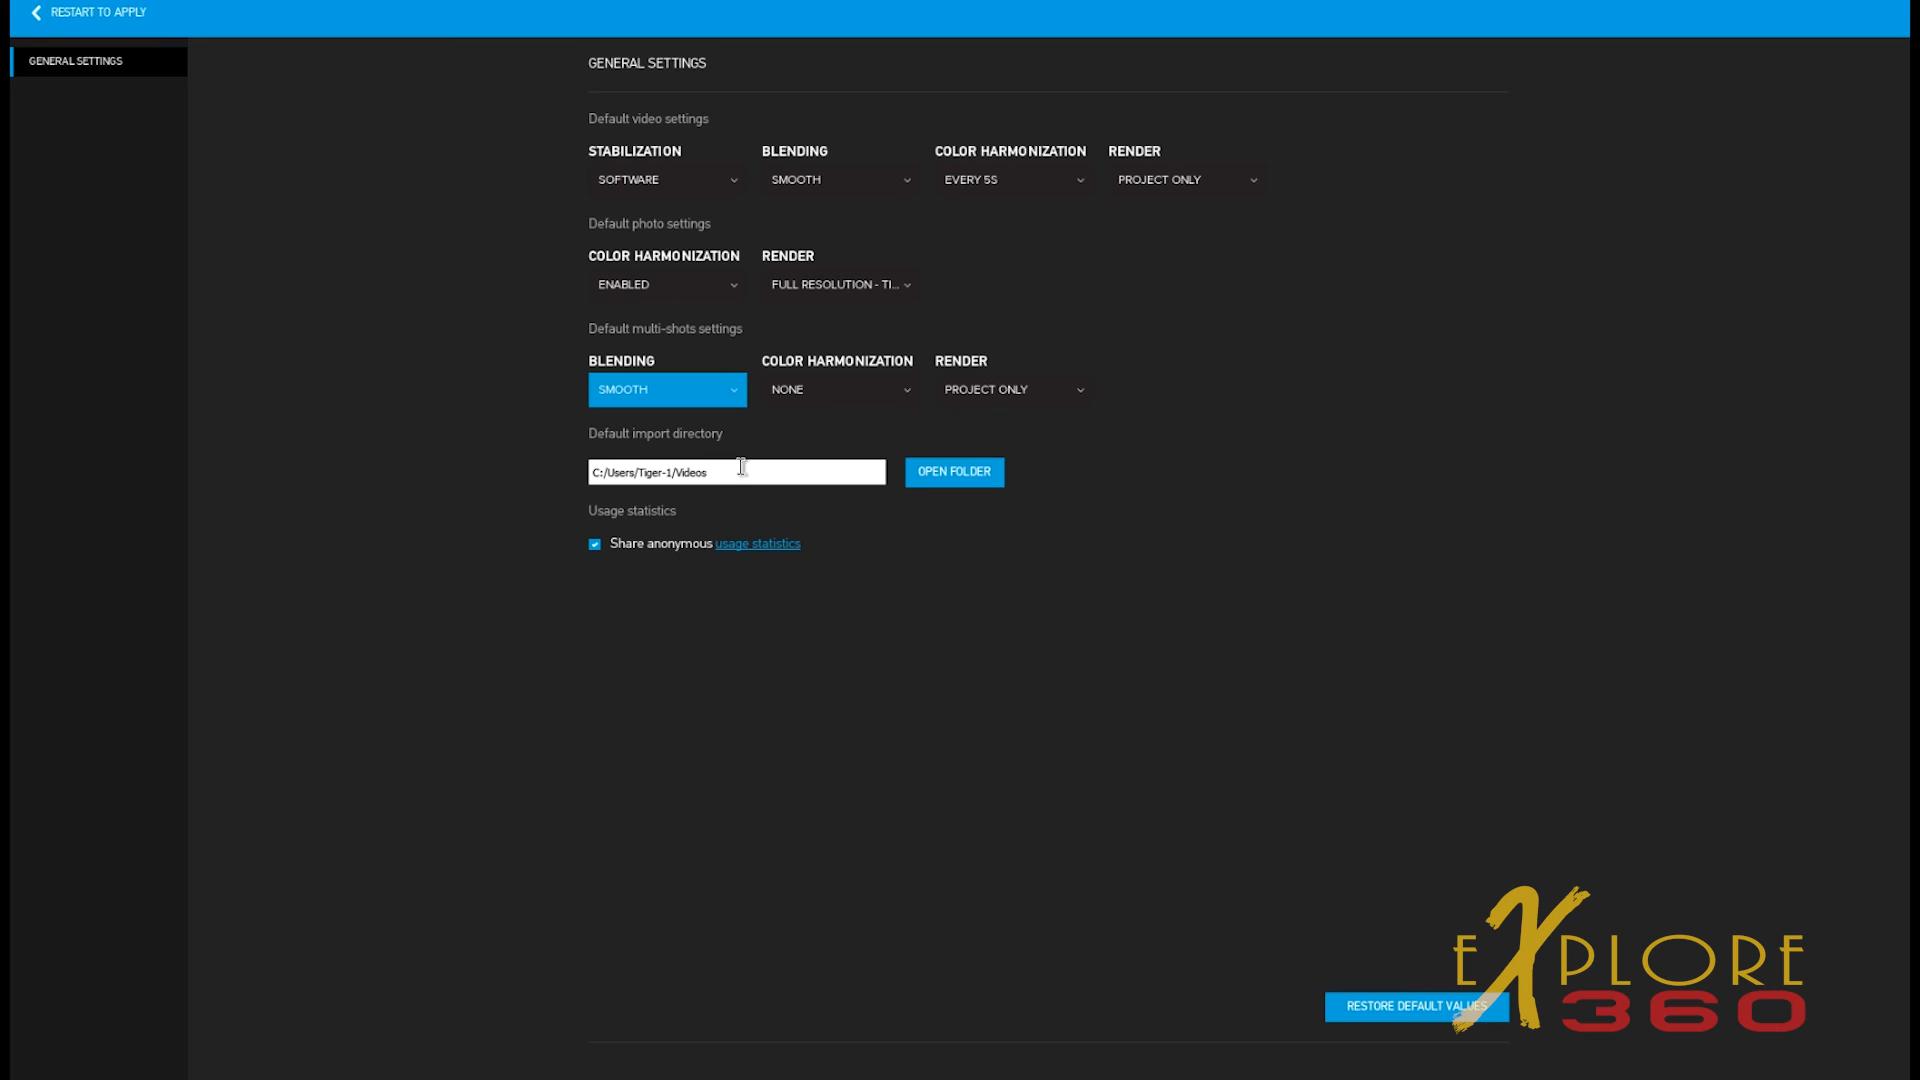 RESTART TO APPLY
GENERAL SETTINGS
GENERAL SETTINGS
Default video settings
STABILIZATION BLENDING COLOR HARMONIZATION RENDER
SOFTWARE SMOOTH EVERY 5S PROJECT ONLY
Default photo settings
COLOR HARMONIZATION RENDER
ENABLED FULL RESOLUTION - TI...
Default multi-shots settings
BLENDING COLOR HARMONIZATION RENDER
SMOOTH NONE PROJECT ONLY
Default import directory
C:/Users/Tiger-1/Videos OPEN FOLDER
Usage statistics
Share anonymous usage statistics
RESTORE DEFAULT VALUES
EXPLORE
360